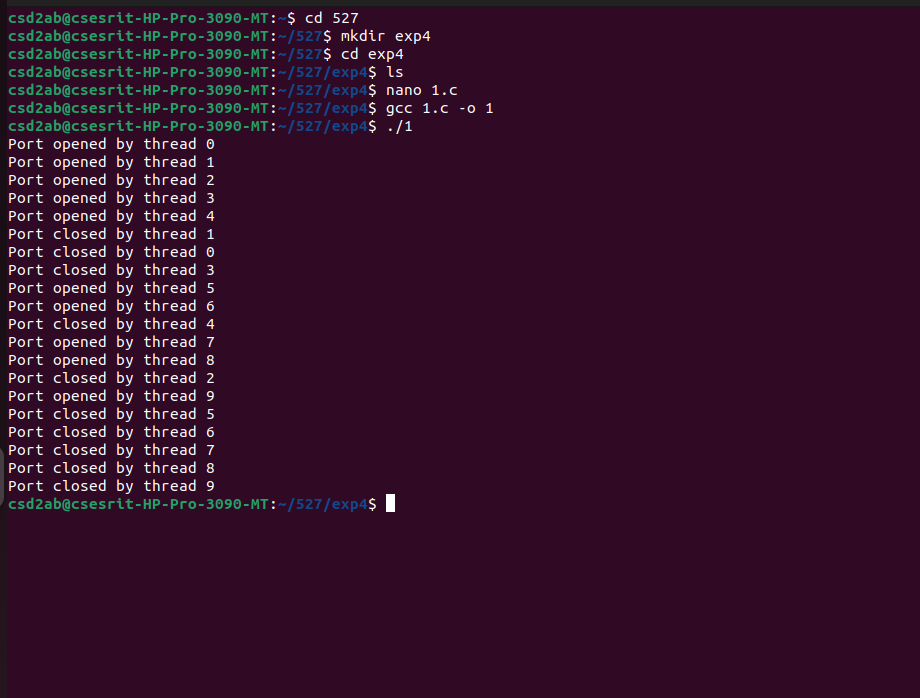 csd2ab@csesrit-HP-Pro-3090-MT:~$ cd 527
csd2ab@csesrit-HP-Pro-3090-MT:~/527$ mkdir exp4
csd2ab@csesrit-HP-Pro-3090-MT:~/527$ cd exp4
csd2ab@csesrit-HP-Pro-3090-MT:~/527/exp4$ ls
csd2ab@csesrit-HP-Pro-3090-MT:~/527/exp4$ nano 1.c
csd2ab@csesrit-HP-Pro-3090-MT:~/527/exp4$ gcc 1.c -o 1
csd2ab@csesrit-HP-Pro-3090-MT:~/527/exp4$ ./1
Port opened by thread 0
Port opened by thread 1
Port opened by thread 2
Port opened by thread 3
Port opened by thread 4
Port closed by thread 1
Port closed by thread 0
Port closed by thread 3
Port opened by thread 5
Port opened by thread 6
Port closed by thread 4
Port opened by thread 7
Port opened by thread 8
Port closed by thread 2
Port opened by thread 9
Port closed by thread 5
Port closed by thread 6
Port closed by thread 7
Port closed by thread 8
Port closed by thread 9
csd2ab@csesrit-HP-Pro-3090-MT:~/527/exp4$